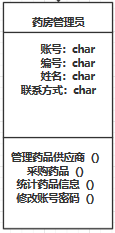 药房管理员
账号：char
编号：char
姓名：char
联系方式：char
管理药品供应商（）
采购药品（）
统计药品信息（）
修改账号密码（）